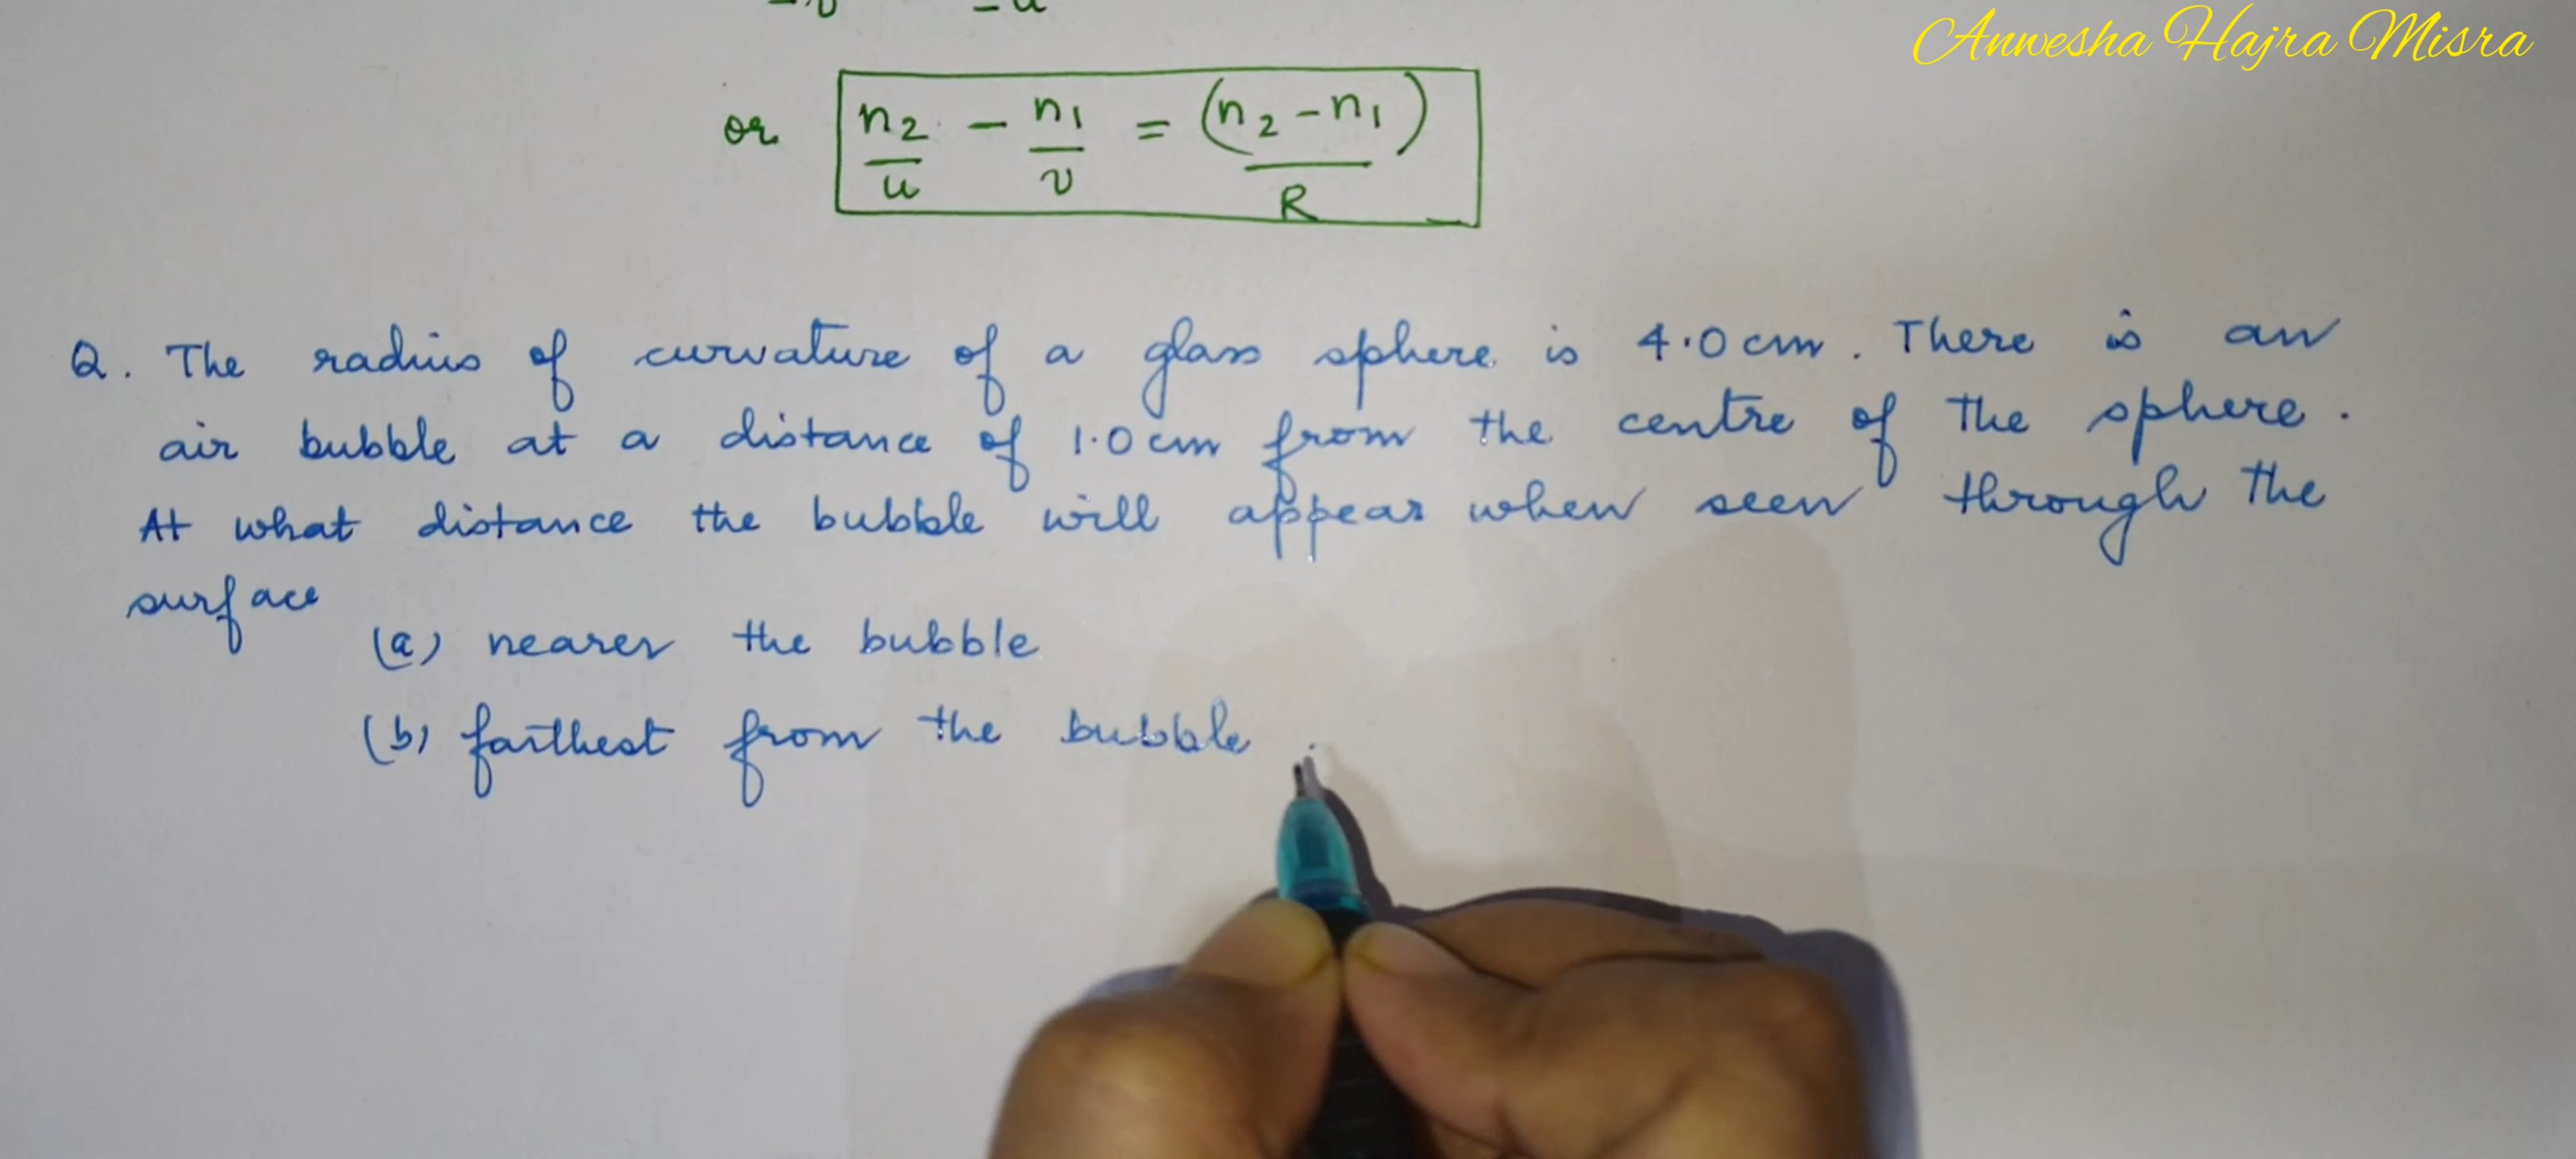 Anwesha Hajra Misra
-v -u
or n2/u - n1/v = (n2 - n1)/R
Q. The radius of curvature of a glass sphere is 4.0 cm. There is an
air bubble at a distance of 1.0 cm from the centre of the sphere.
At what distance the bubble will appear when seen through the
surface
(a) nearer the bubble
(b) farthest from the bubble.